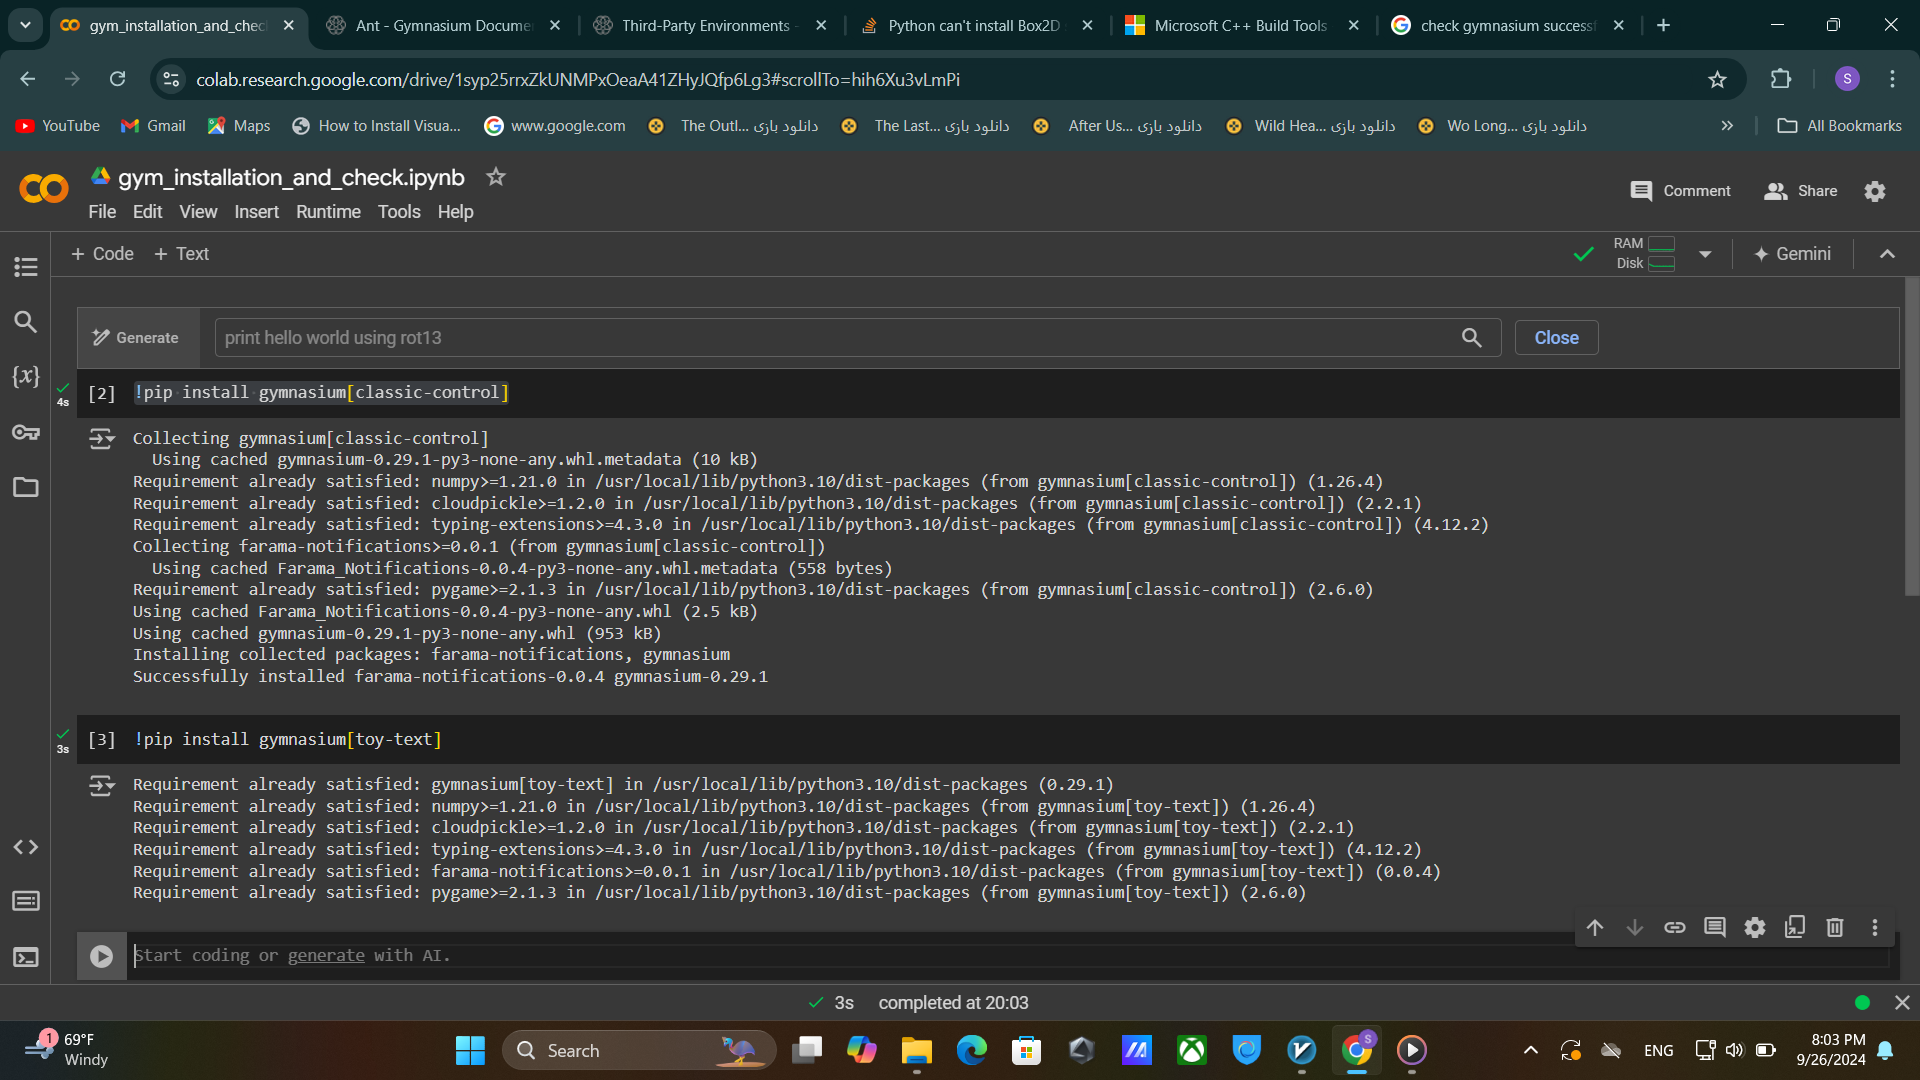 gym_installation_and_chec
Ant - Gymnasium Docume
Third-Party Environments -
Python can't install Box2D
Microsoft C++ Build Tools
check gymnasium success
colab.research.google.com/drive/1syp25rrxZkUNMPxOeaA41ZHyJQfp6Lg3#scrollTo=hih6Xu3vLmPi
S
YouTube
Gmail
Maps
How to Install Visua...
www.google.com
دانلود بازی The Outl...
دانلود بازی The Last...
دانلود بازی After Us...
دانلود بازی Wild Hea...
دانلود بازی Wo Long...
All Bookmarks
gym_installation_and_check.ipynb
Comment
Share
File Edit View Insert Runtime Tools Help
+ Code + Text
RAM
Disk
Gemini
Generate
print hello world using rot13
Close
4s
[2] !pip install gymnasium[classic-control]
Collecting gymnasium[classic-control]
Using cached gymnasium-0.29.1-py3-none-any.whl.metadata (10 kB)
Requirement already satisfied: numpy>=1.21.0 in /usr/local/lib/python3.10/dist-packages (from gymnasium[classic-control]) (1.26.4)
Requirement already satisfied: cloudpickle>=1.2.0 in /usr/local/lib/python3.10/dist-packages (from gymnasium[classic-control]) (2.2.1)
Requirement already satisfied: typing-extensions>=4.3.0 in /usr/local/lib/python3.10/dist-packages (from gymnasium[classic-control]) (4.12.2)
Collecting farama-notifications>=0.0.1 (from gymnasium[classic-control])
Using cached Farama_Notifications-0.0.4-py3-none-any.whl.metadata (558 bytes)
Requirement already satisfied: pygame>=2.1.3 in /usr/local/lib/python3.10/dist-packages (from gymnasium[classic-control]) (2.6.0)
Using cached Farama_Notifications-0.0.4-py3-none-any.whl (2.5 kB)
Using cached gymnasium-0.29.1-py3-none-any.whl (953 kB)
Installing collected packages: farama-notifications, gymnasium
Successfully installed farama-notifications-0.0.4 gymnasium-0.29.1
3s
[3] !pip install gymnasium[toy-text]
Requirement already satisfied: gymnasium[toy-text] in /usr/local/lib/python3.10/dist-packages (0.29.1)
Requirement already satisfied: numpy>=1.21.0 in /usr/local/lib/python3.10/dist-packages (from gymnasium[toy-text]) (1.26.4)
Requirement already satisfied: cloudpickle>=1.2.0 in /usr/local/lib/python3.10/dist-packages (from gymnasium[toy-text]) (2.2.1)
Requirement already satisfied: typing-extensions>=4.3.0 in /usr/local/lib/python3.10/dist-packages (from gymnasium[toy-text]) (4.12.2)
Requirement already satisfied: farama-notifications>=0.0.1 in /usr/local/lib/python3.10/dist-packages (from gymnasium[toy-text]) (0.0.4)
Requirement already satisfied: pygame>=2.1.3 in /usr/local/lib/python3.10/dist-packages (from gymnasium[toy-text]) (2.6.0)
Start coding or generate with AI.
3s completed at 20:03
1
69°F
Windy
Search
S
ENG
8:03 PM
9/26/2024